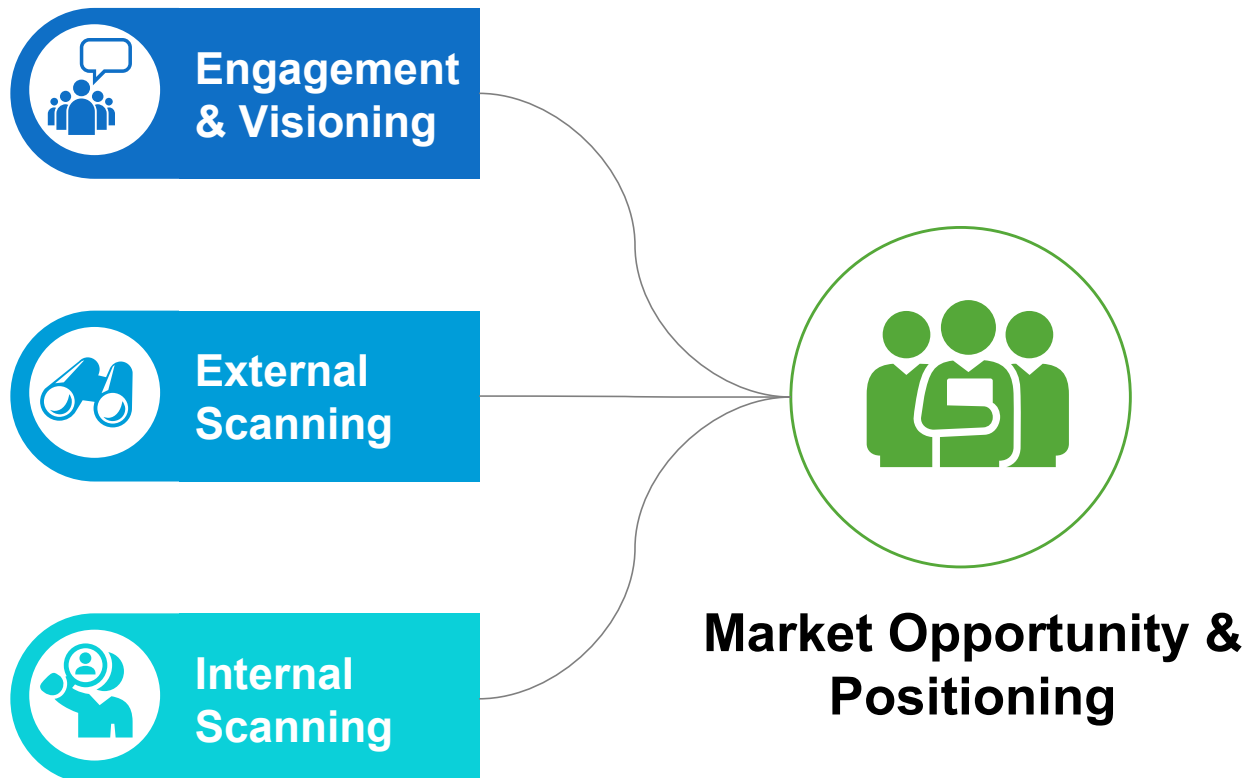 Engagement
& Visioning
External
Scanning
Internal
Scanning
Market Opportunity &
Positioning